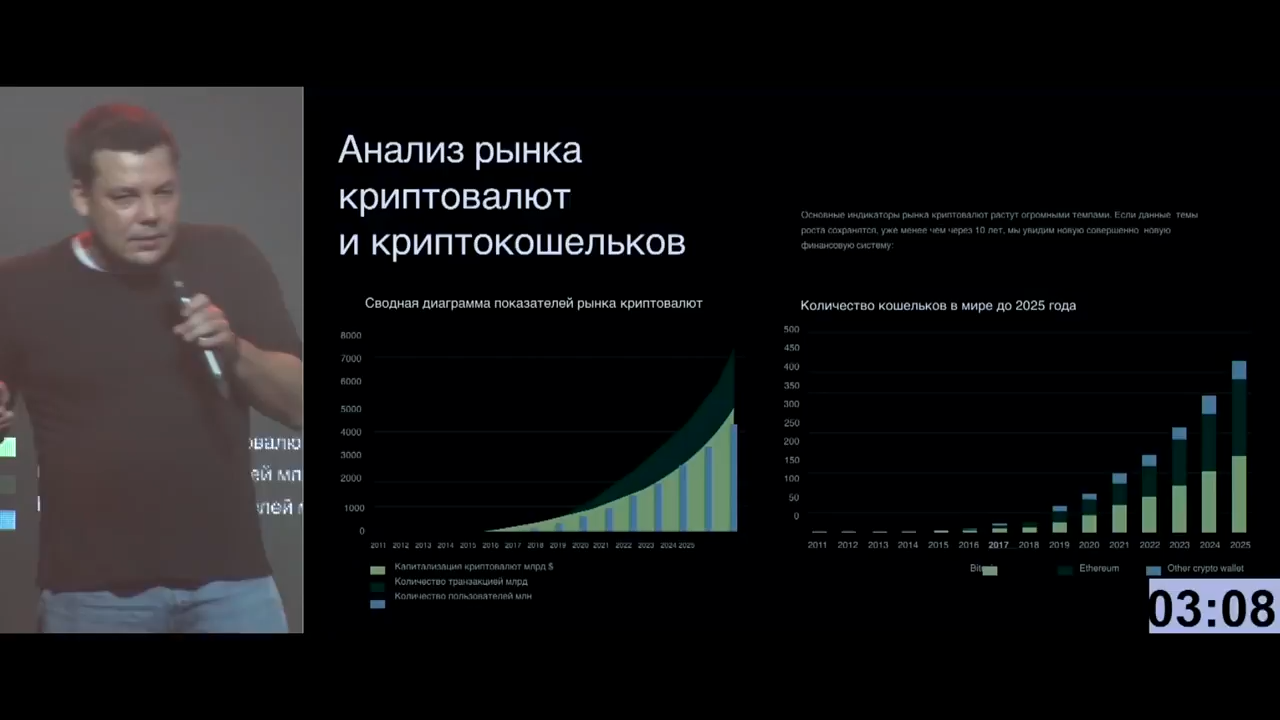 Анализ рынка
криптовалют
и криптокошельков
Основные индикаторы рынка криптовалют растут огромными темпами. Если данные темы
роста сохранятся, уже менее чем через 10 лет, мы увидим новую совершенно новую
финансовую систему:
Сводная диаграмма показателей рынка криптовалют
8000
7000
6000
5000
4000
3000
2000
1000
0
2011 2012 2013 2014 2015 2016 2017 2018 2019 2020 2021 2022 2023 2024 2025
Капитализация криптовалют млрд $
Количество транзакцией млрд
Количество пользователей млн
Количество кошельков в мире до 2025 года
500
450
400
350
300
250
200
150
100
50
0
2011 2012 2013 2014 2015 2016 2017 2018 2019 2020 2021 2022 2023 2024 2025
Ethereum Other crypto wallet
03:08